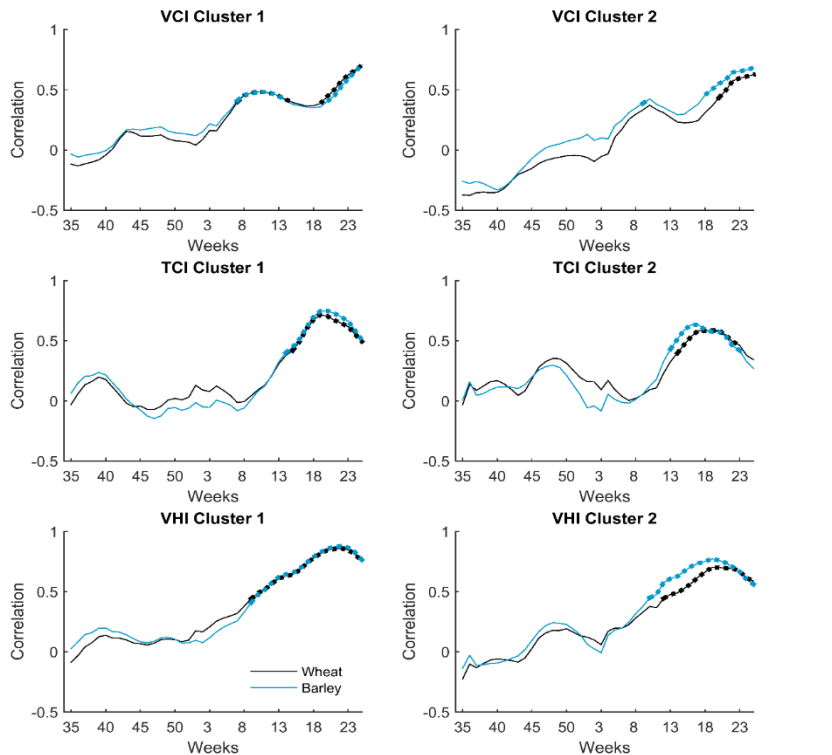 VCI Cluster 1
1
0.5
0
-0.5
Correlation
35 40 45 50 3 8 13 18 23
Weeks
VCI Cluster 2
1
0.5
0
-0.5
Correlation
35 40 45 50 3 8 13 18 23
Weeks
TCI Cluster 1
1
0.5
0
-0.5
Correlation
35 40 45 50 3 8 13 18 23
Weeks
TCI Cluster 2
1
0.5
0
-0.5
Correlation
35 40 45 50 3 8 13 18 23
Weeks
VHI Cluster 1
1
0.5
0
-0.5
Correlation
Wheat
Barley
35 40 45 50 3 8 13 18 23
Weeks
VHI Cluster 2
1
0.5
0
-0.5
Correlation
35 40 45 50 3 8 13 18 23
Weeks